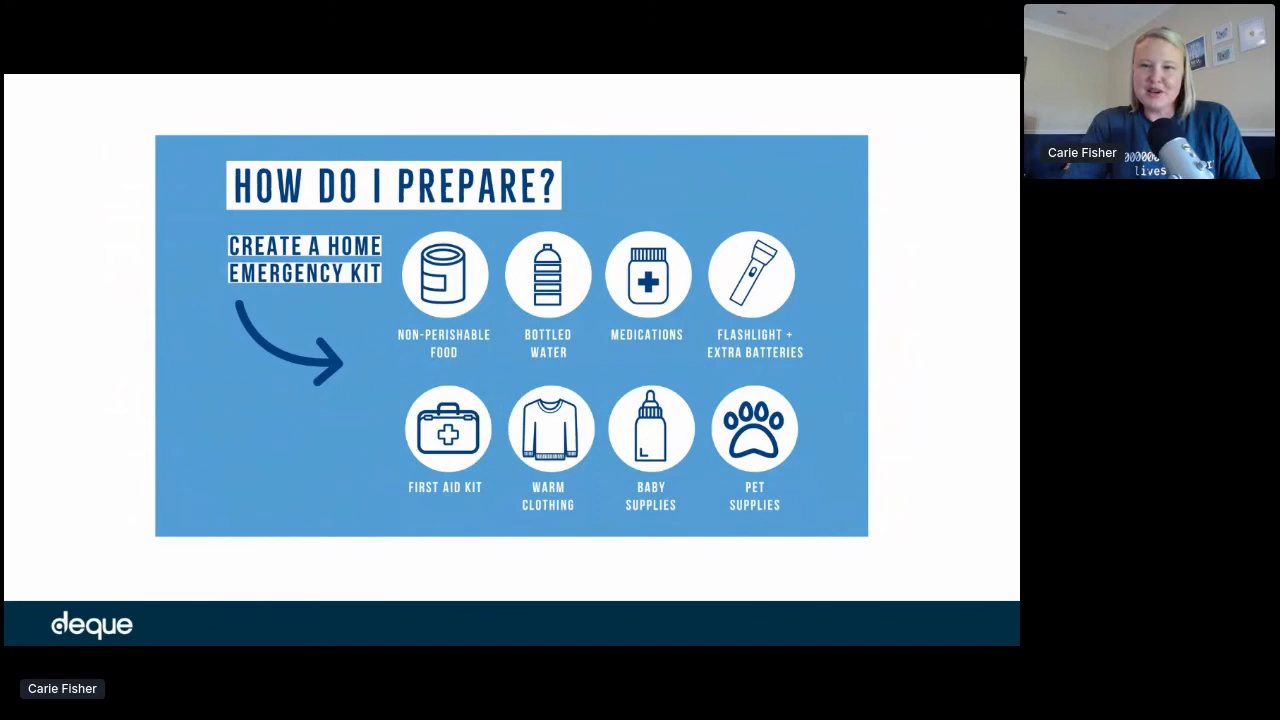 HOW DO I PREPARE?
CREATE A HOME
EMERGENCY KIT
NON-PERISHABLE
FOOD
BOTTLED
WATER
MEDICATIONS
FLASHLIGHT +
EXTRA BATTERIES
FIRST AID KIT
WARM
CLOTHING
BABY
SUPPLIES
PET
SUPPLIES
deque
Carie Fisher
Carie Fisher
lives